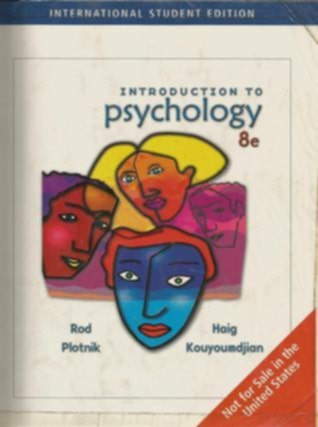 INTERNATIONAL STUDENT EDITION
INTRODUCTION TO
psychology
8e
Rod Haig
Plotnik Kouyoumdjian
Not for Sale in the
United States